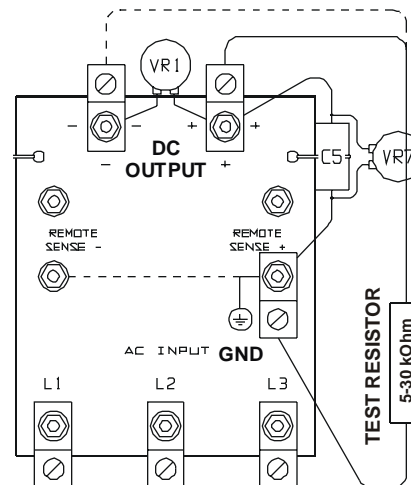 VR1
- - + +
- +
DC
OUTPUT
C5
VR7
REMOTE
SENSE -
REMOTE
SENSE +
AC INPUT GND
L1 L2 L3
TEST RESISTOR
5-30 kOhm